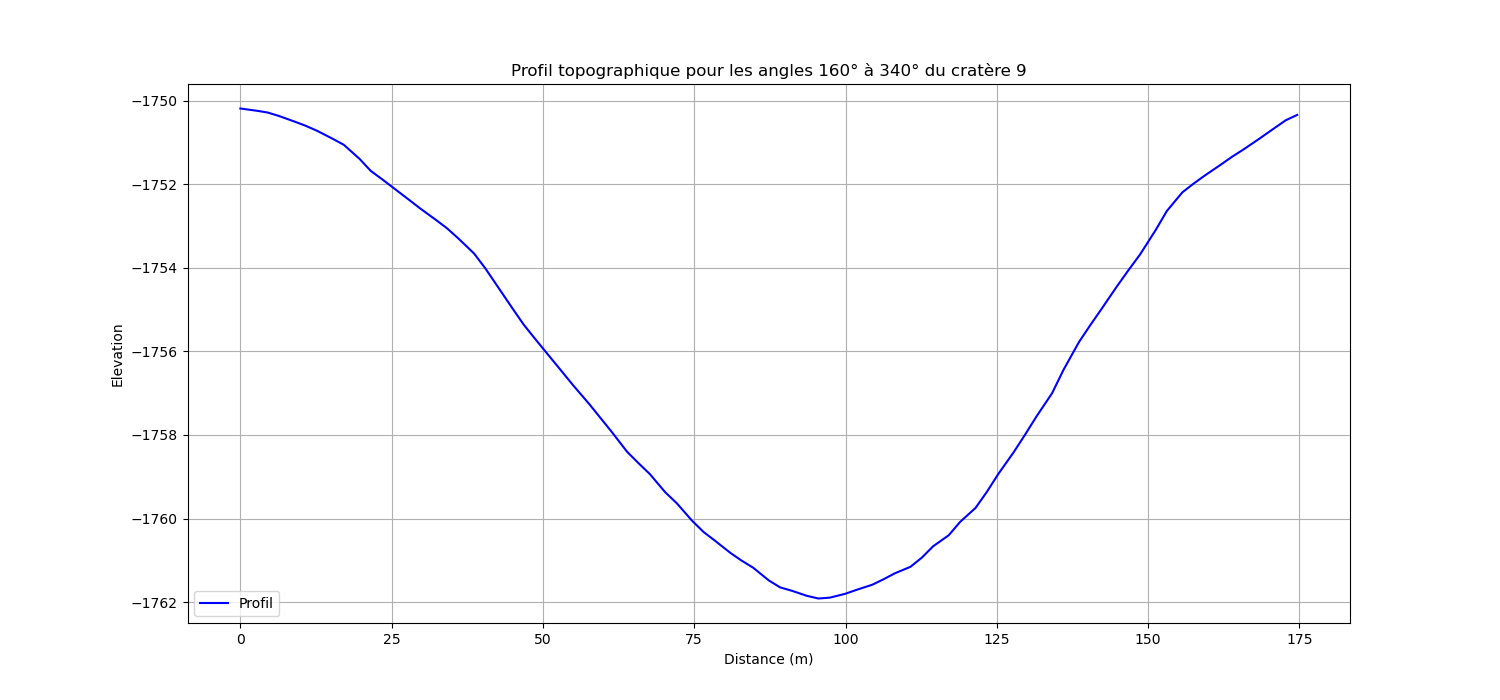 Profil topographique pour les angles 160° à 340° du cratère 9
Elevation
−1750
−1752
−1754
−1756
−1758
−1760
−1762
Profil
0 25 50 75 100 125 150 175
Distance (m)